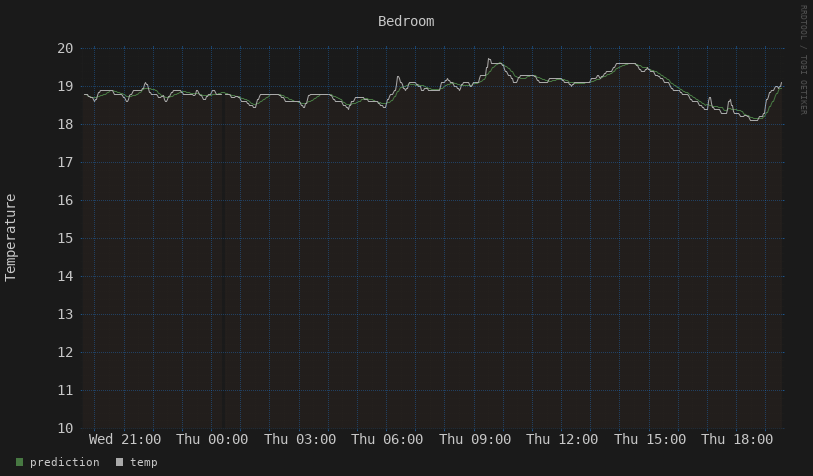 Bedroom
RRDTOOL / TOBI OETIKER
Temperature
20
19
18
17
16
15
14
13
12
11
10
Wed 21:00 Thu 00:00 Thu 03:00 Thu 06:00 Thu 09:00 Thu 12:00 Thu 15:00 Thu 18:00
prediction temp